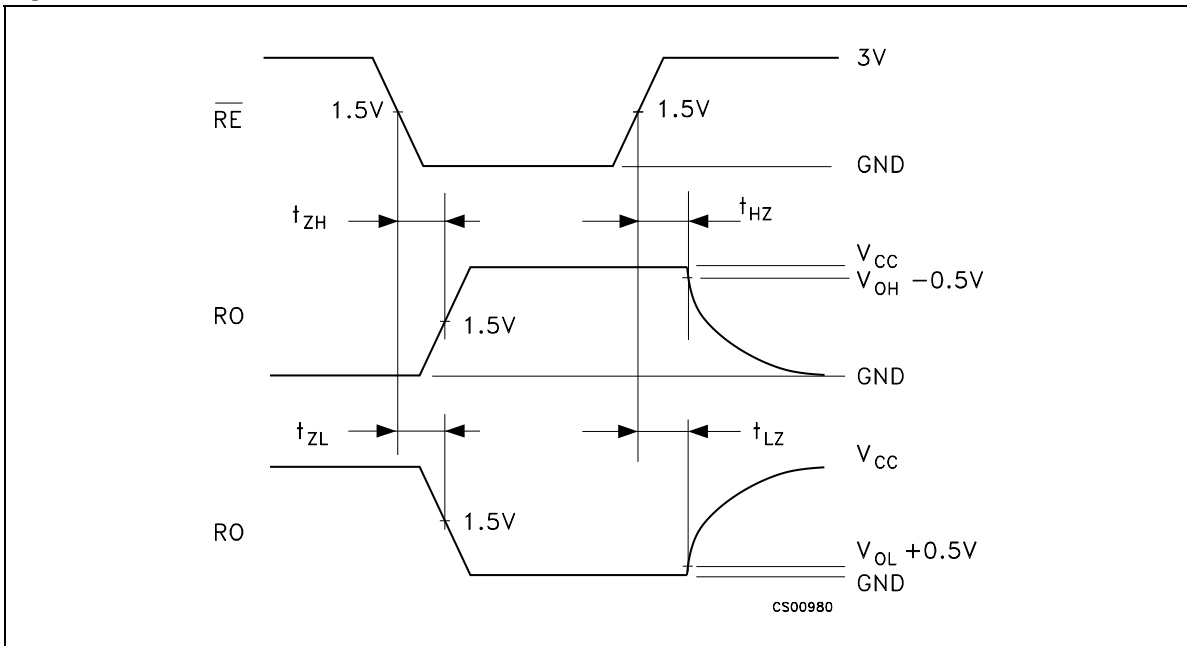 3V
R̅E̅
1.5V
1.5V
GND
tZH
tHZ
VCC
VOH −0.5V
RO
1.5V
GND
tZL
tLZ
VCC
RO
1.5V
VOL +0.5V
GND
CS00980